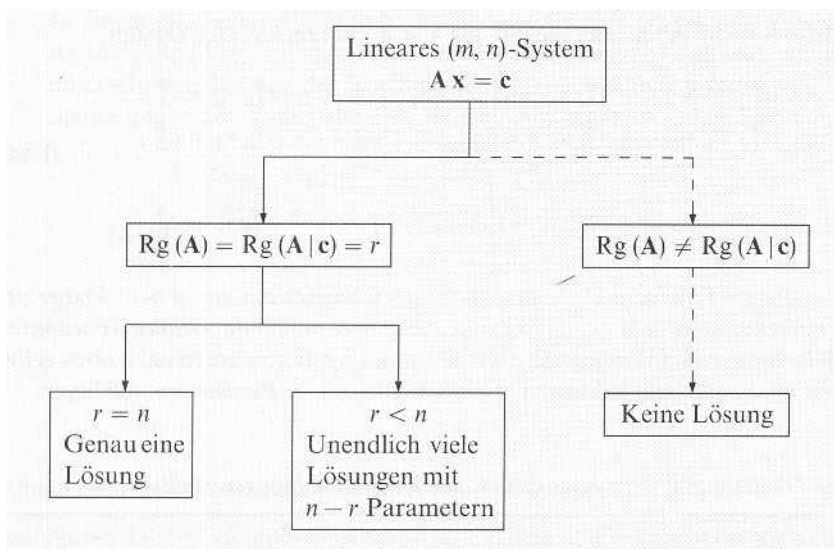 Lineares (m, n)-System
A x = c
Rg (A) = Rg (A | c) = r
Rg (A) ≠ Rg (A | c)
r = n
Genau eine
Lösung
r < n
Unendlich viele
Lösungen mit
n − r Parametern
Keine Lösung